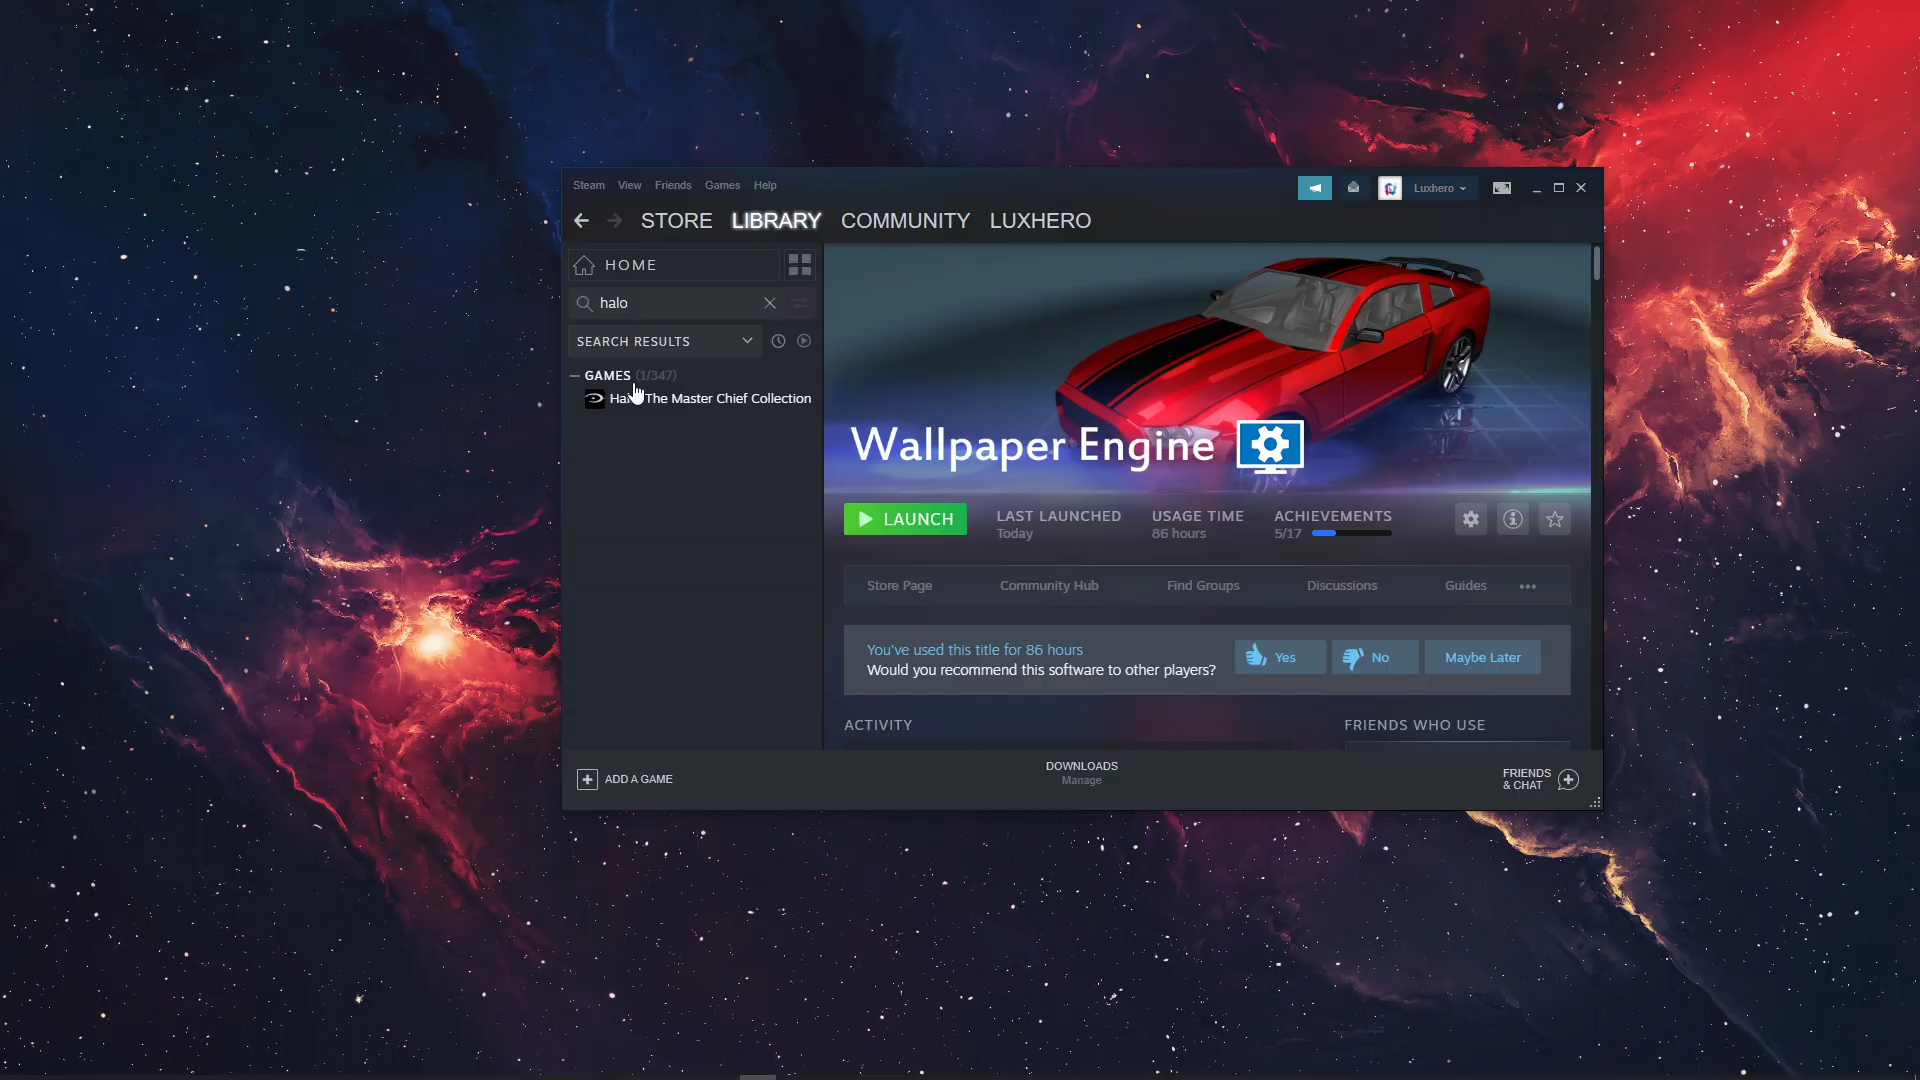 Steam View Friends Games Help
Luxhero
STORE LIBRARY COMMUNITY LUXHERO
HOME
halo
SEARCH RESULTS
GAMES (1/347)
The Master Chief Collection
Wallpaper Engine
LAUNCH
LAST LAUNCHED
Today
USAGE TIME
86 hours
ACHIEVEMENTS
5/17
Store Page Community Hub Find Groups Discussions Guides
You've used this title for 86 hours
Would you recommend this software to other players?
Yes No Maybe Later
ACTIVITY
FRIENDS WHO USE
ADD A GAME
DOWNLOADS
Manage
FRIENDS
& CHAT